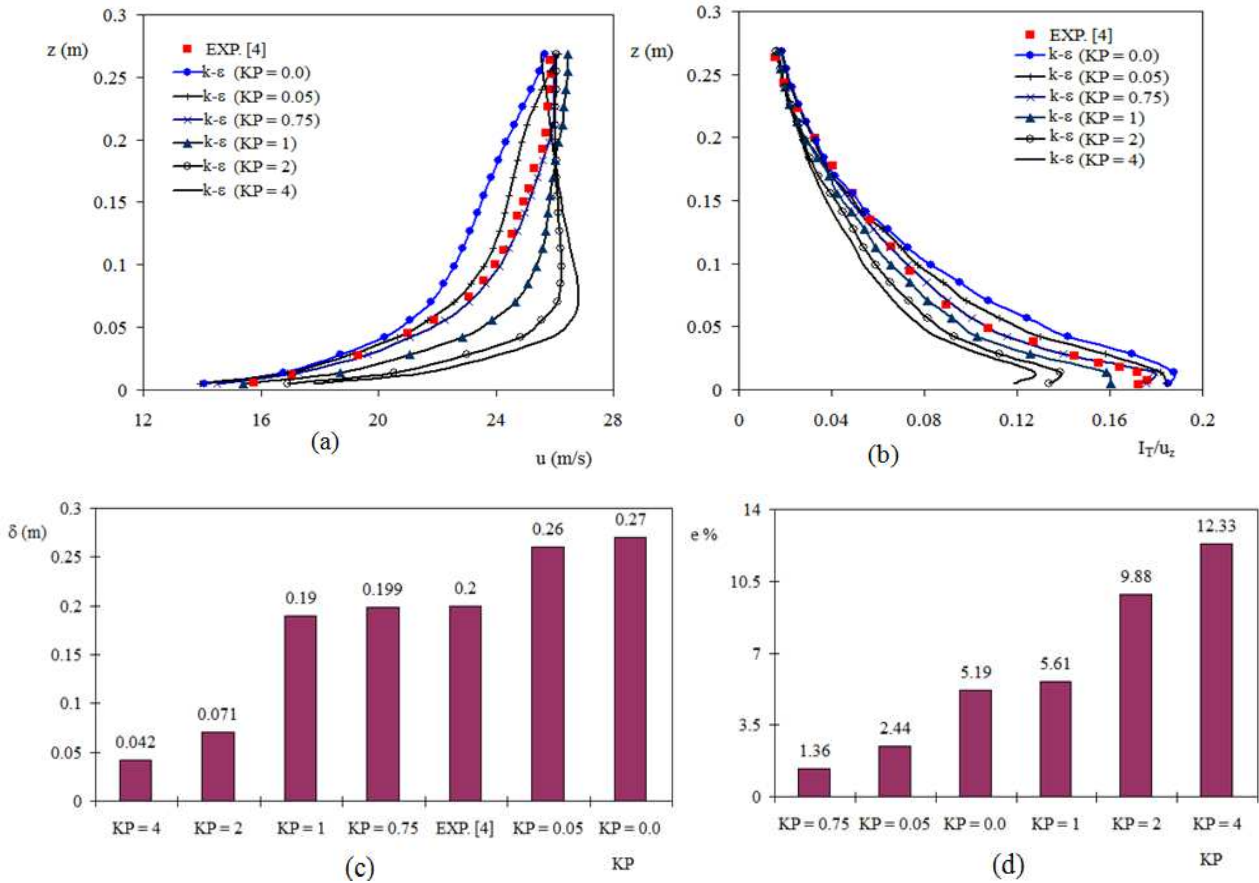 0.3
z (m)
0.25
0.2
0.15
0.1
0.05
0
EXP. [4]
k-ε (KP = 0.0)
k-ε (KP = 0.05)
k-ε (KP = 0.75)
k-ε (KP = 1)
k-ε (KP = 2)
k-ε (KP = 4)
12 16 20 24 28
(a)
u (m/s)
0.3
z (m)
0.25
0.2
0.15
0.1
0.05
0
EXP. [4]
k-ε (KP = 0.0)
k-ε (KP = 0.05)
k-ε (KP = 0.75)
k-ε (KP = 1)
k-ε (KP = 2)
k-ε (KP = 4)
0 0.04 0.08 0.12 0.16 0.2
(b)
I_T/u_z
0.3
δ (m)
0.25
0.2
0.15
0.1
0.05
0
0.042
0.071
0.19
0.199
0.2
0.26
0.27
KP = 4 KP = 2 KP = 1 KP = 0.75 EXP. [4] KP = 0.05 KP = 0.0
(c)
KP
14
e %
10.5
7
3.5
0
1.36
2.44
5.19
5.61
9.88
12.33
KP = 0.75 KP = 0.05 KP = 0.0 KP = 1 KP = 2 KP = 4
(d)
KP